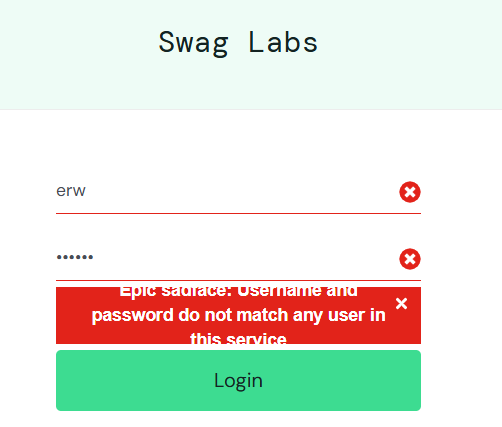 Swag Labs
erw
••••••
Epic sadface: Username and
password do not match any user in
this service
Login